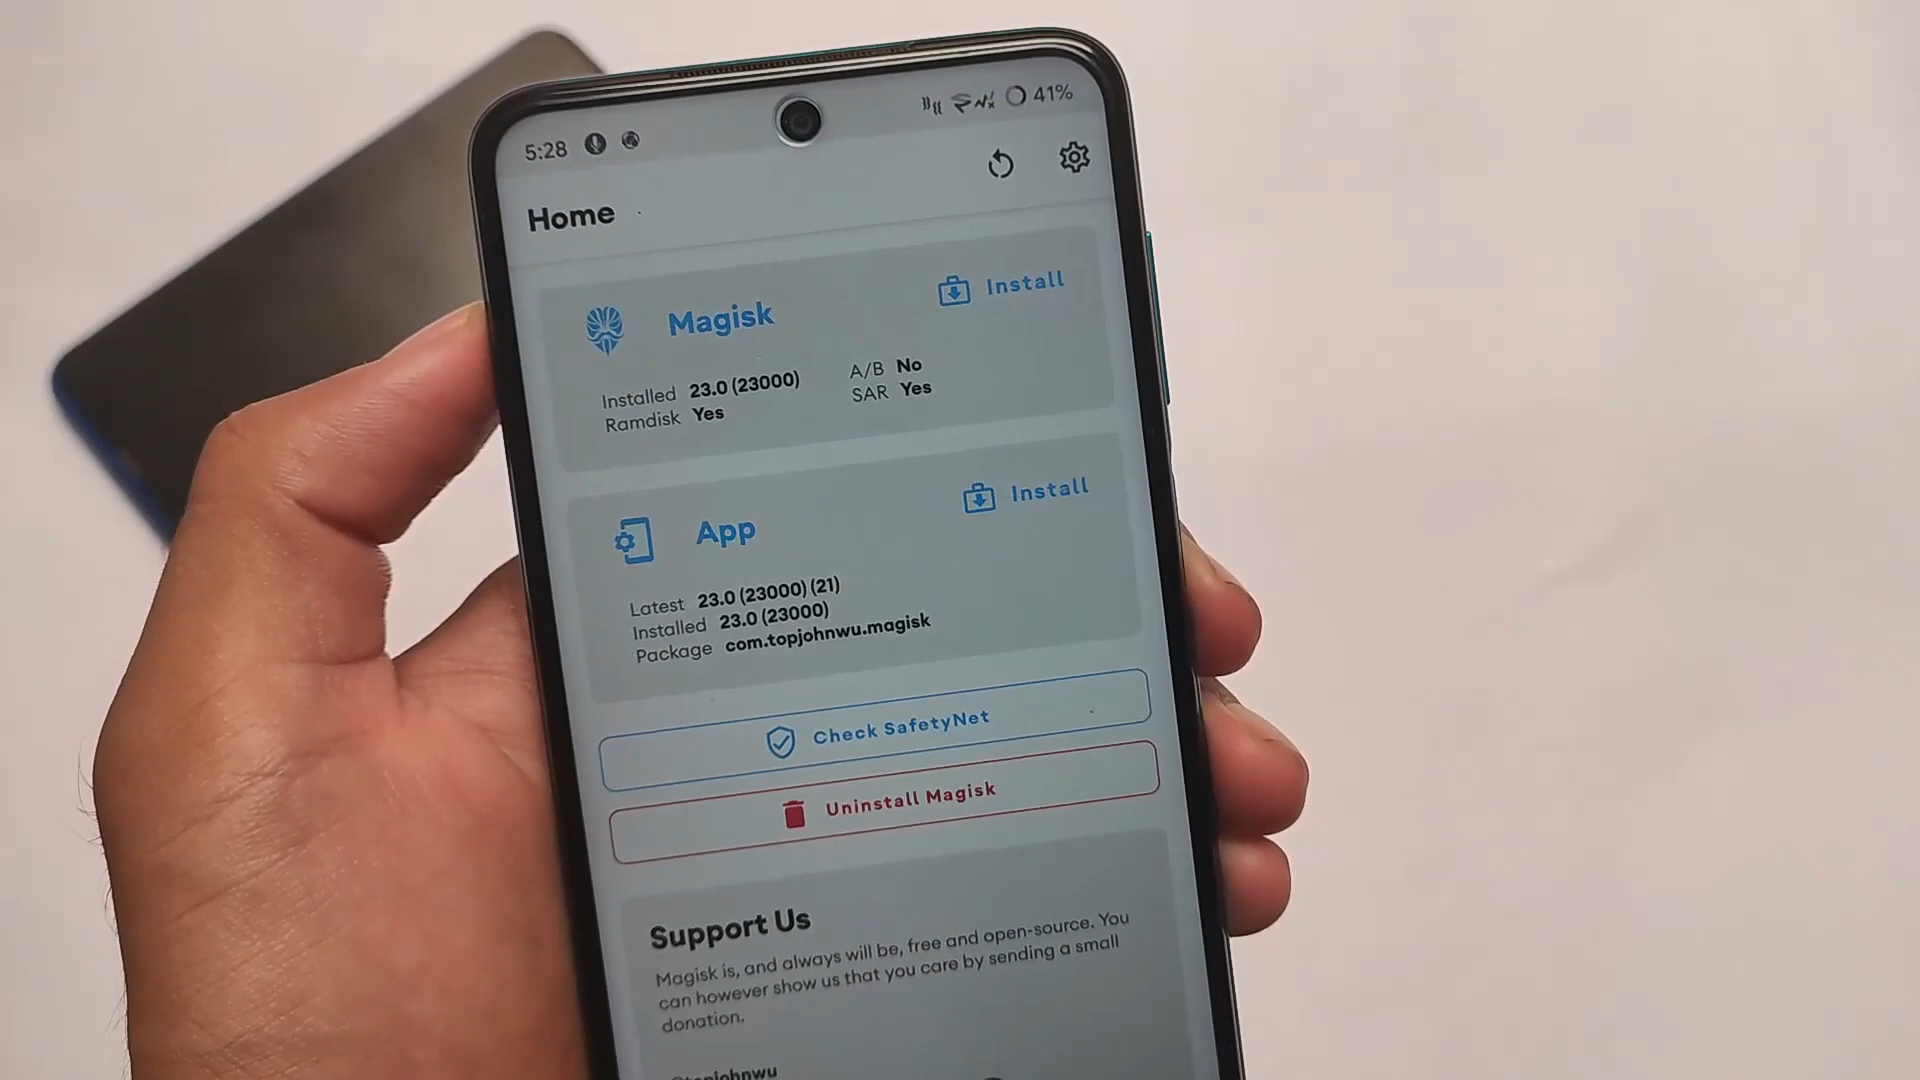 5:28
41%
Home
Magisk
Install
Installed 23.0 (23000)
A/B No
Ramdisk Yes
SAR Yes
App
Install
Latest 23.0 (23000) (21)
Installed 23.0 (23000)
Package com.topjohnwu.magisk
Check SafetyNet
Uninstall Magisk
Support Us
Magisk is, and always will be, free and open-source. You
can however show us that you care by sending a small
donation.